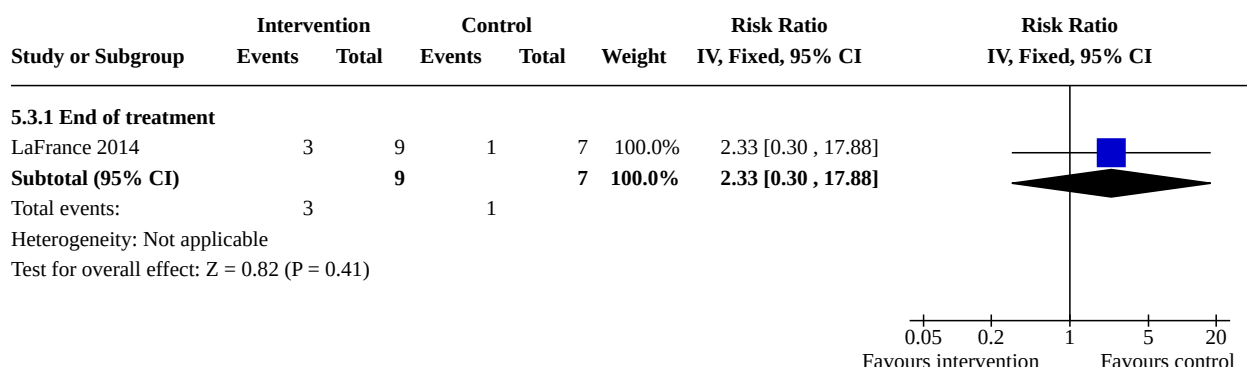 Intervention Control Risk Ratio Risk Ratio
Study or Subgroup Events Total Events Total Weight IV, Fixed, 95% CI IV, Fixed, 95% CI
5.3.1 End of treatment
LaFrance 2014 3 9 1 7 100.0% 2.33 [0.30 , 17.88]
Subtotal (95% CI) 9 7 100.0% 2.33 [0.30 , 17.88]
Total events: 3 1
Heterogeneity: Not applicable
Test for overall effect: Z = 0.82 (P = 0.41)
0.05 0.2 1 5 20
Favours intervention Favours control